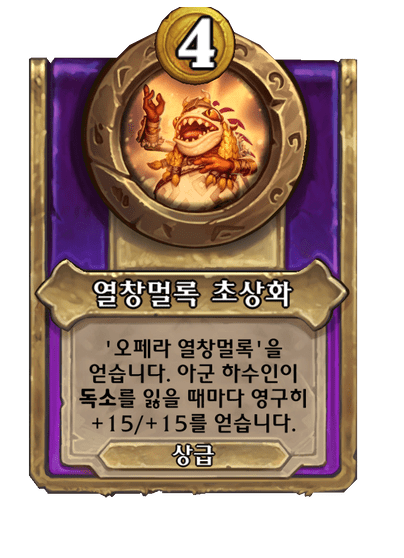 4
열창멀록 초상화
'오페라 열창멀록'을
얻습니다. 아군 하수인이
독소를 잃을 때마다 영구히
+15/+15를 얻습니다.
상급